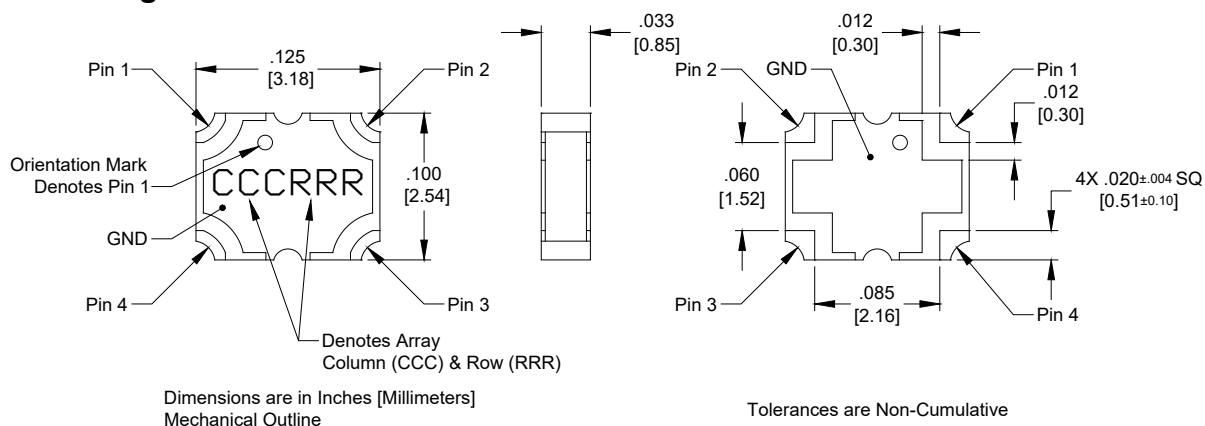 g
.125
[3.18]
Pin 1
Pin 2
Orientation Mark
Denotes Pin 1
CCCRRR
.100
[2.54]
GND
Pin 4
Pin 3
Denotes Array
Column (CCC) & Row (RRR)
Dimensions are in Inches [Millimeters]
Mechanical Outline
.033
[0.85]
.012
[0.30]
Pin 2
GND
Pin 1
.012
[0.30]
.060
[1.52]
4X .020±.004 SQ
[0.51±0.10]
Pin 3
.085
[2.16]
Pin 4
Tolerances are Non-Cumulative